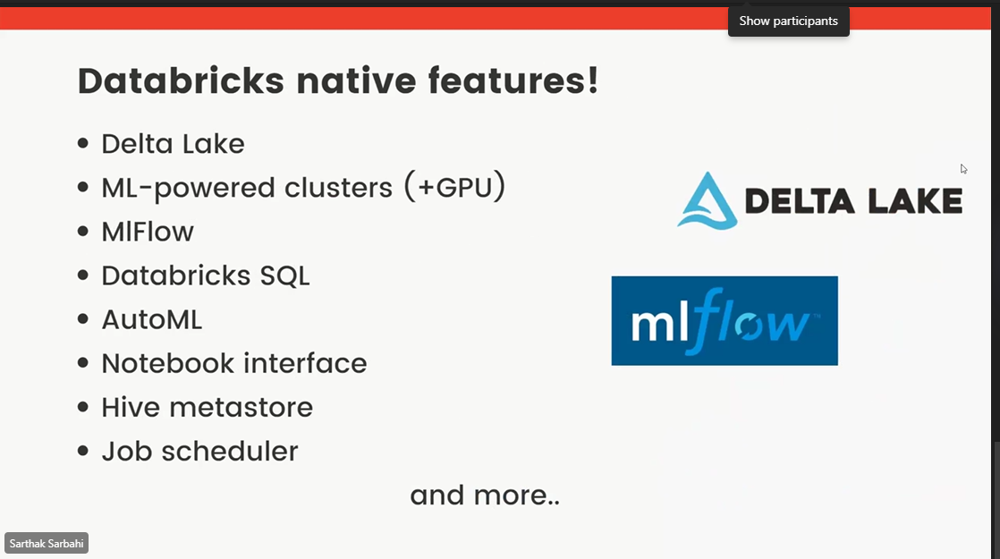 Show participants
Databricks native features!
• Delta Lake
• ML-powered clusters (+GPU)
• MlFlow
• Databricks SQL
• AutoML
• Notebook interface
• Hive metastore
• Job scheduler
and more..
DELTA LAKE
mlflow™
Sarthak Sarbahi